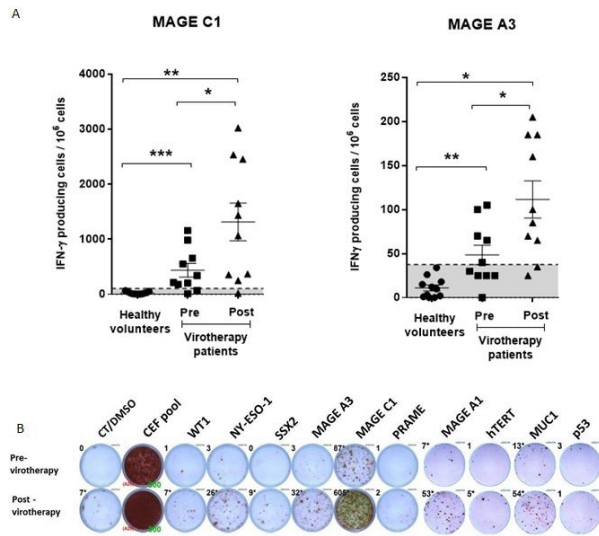 A
MAGE C1
MAGE A3
IFN-γ producing cells / 10⁶ cells
4000
3000
2000
1000
0
**
*
***
Healthy volunteers
Pre
Post
Virotherapy patients
IFNγ producing cells / 10⁶ cells
250
200
150
100
50
0
*
*
**
Healthy volunteers
Pre
Post
Virotherapy patients
B
CT/DMSO
CEF pool
WT1
NY-ESO-1
SSX2
MAGE A3
MAGE C1
PRAME
MAGE A1
hTERT
MUC1
p53
Pre-virotherapy
0
1
3
0
3
87*
1
7*
1
13*
3
Post - virotherapy
7*
7*
26*
9*
32*
605*
2
53*
5*
54*
1